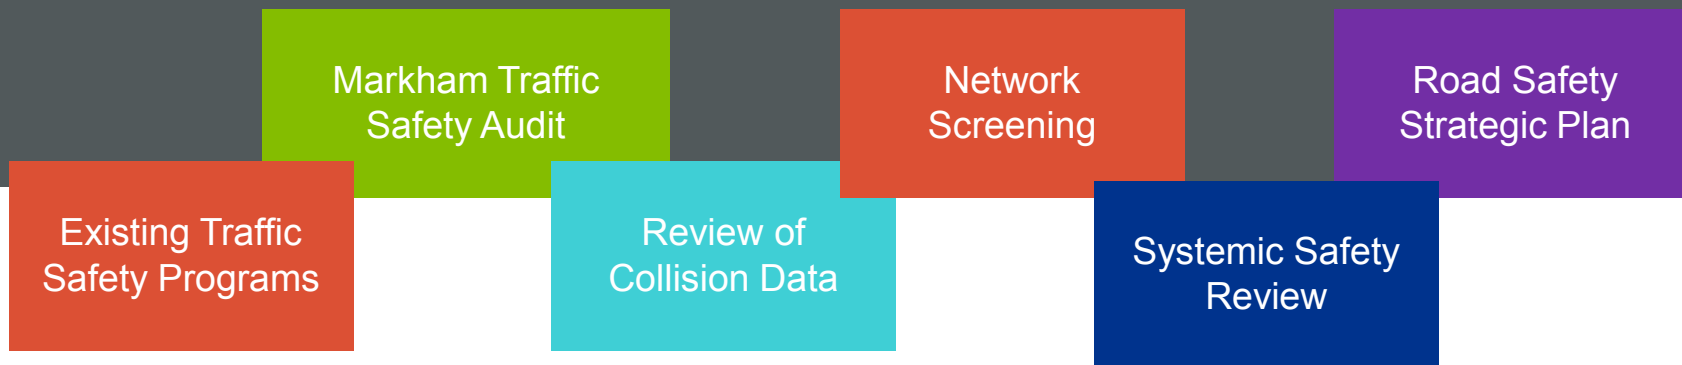 Existing Traffic
Safety Programs
Markham Traffic
Safety Audit
Review of
Collision Data
Network
Screening
Systemic Safety
Review
Road Safety
Strategic Plan